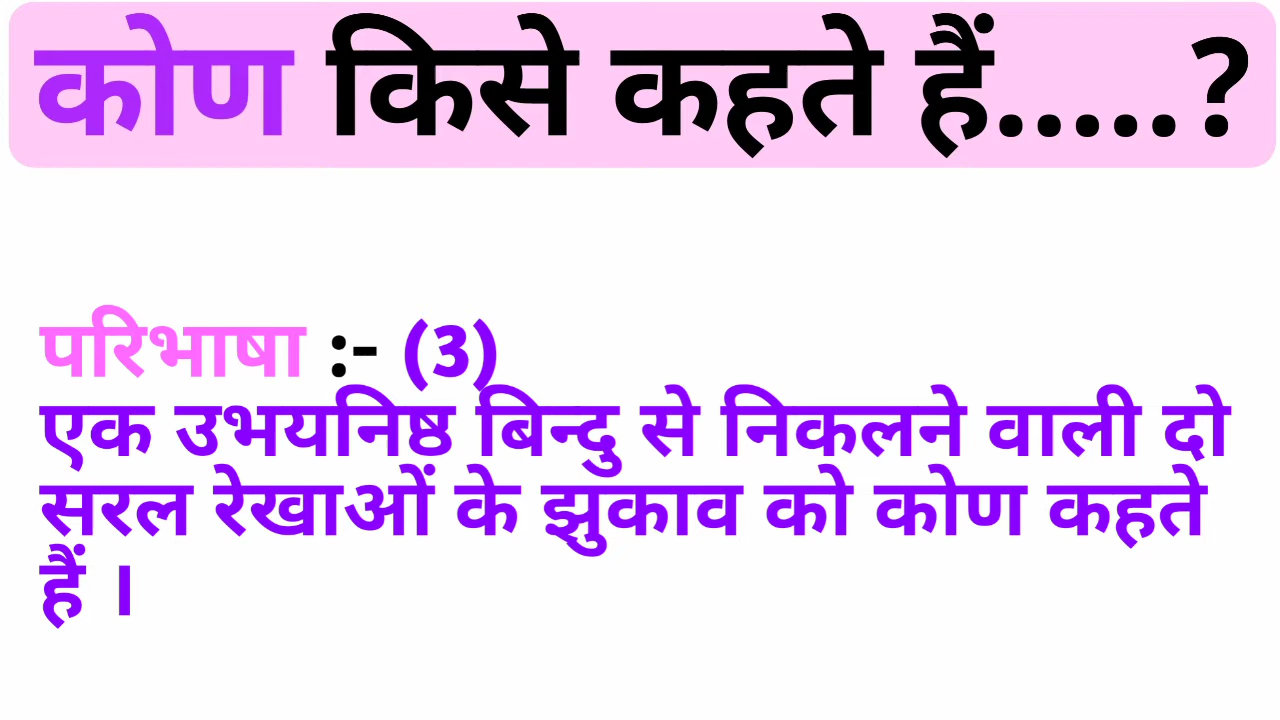 कोण किसे कहते हैं.....?
परिभाषा :- (3)
एक उभयनिष्ठ बिन्दु से निकलने वाली दो
सरल रेखाओं के झुकाव को कोण कहते
हैं ।